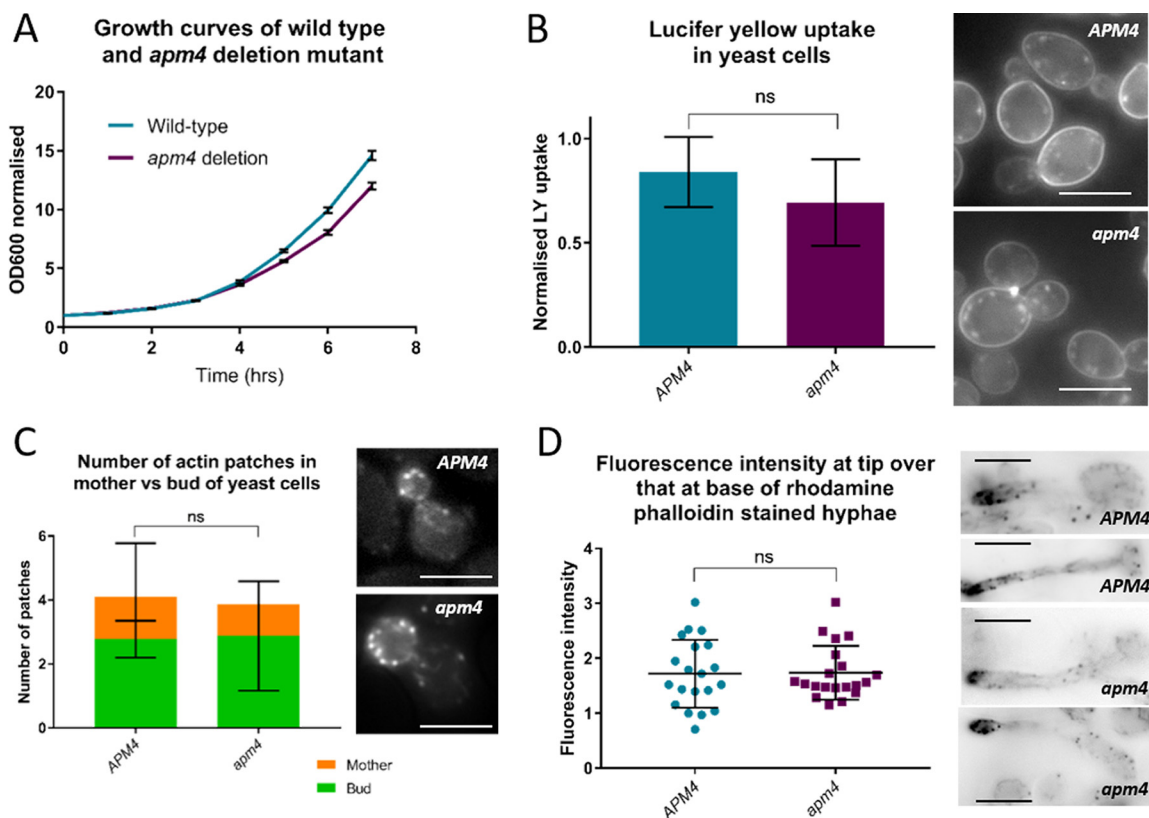 A
Growth curves of wild type
and apm4 deletion mutant
20
15
10
5
0
OD600 normalised
Wild-type
apm4 deletion
0 2 4 6 8
Time (hrs)
B
Lucifer yellow uptake
in yeast cells
ns
1.0
0.5
0.0
Normalised LY uptake
APM4
apm4
APM4
apm4
C
Number of actin patches in
mother vs bud of yeast cells
ns
6
4
2
0
Number of patches
APM4
apm4
Mother
Bud
APM4
apm4
D
Fluorescence intensity at tip over
that at base of rhodamine
phalloidin stained hyphae
ns
4
3
2
1
0
Fluorescence intensity
APM4
apm4
APM4
APM4
apm4
apm4